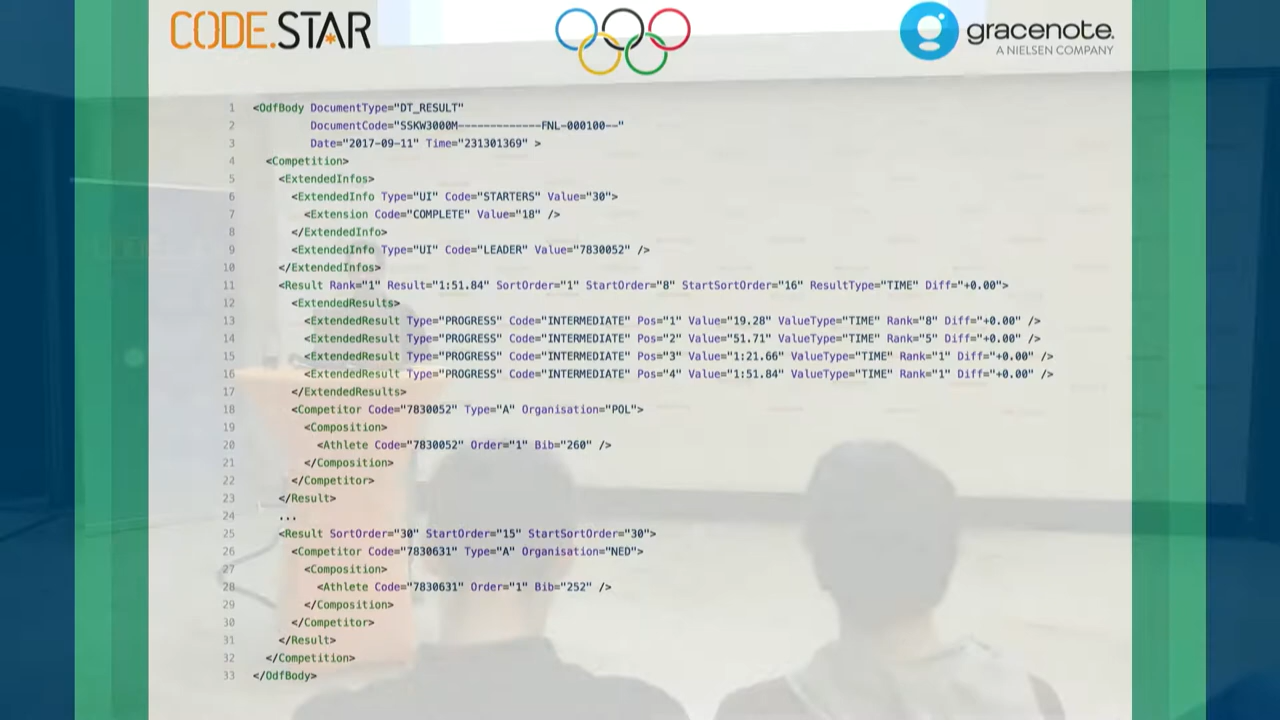 CODE.STAR
gracenote.
A NIELSEN COMPANY
1 <OdfBody DocumentType="DT_RESULT"
2 DocumentCode="SSKW3000M-------------FNL-000100--"
3 Date="2017-09-11" Time="231301369" >
4 <Competition>
5 <ExtendedInfos>
6 <ExtendedInfo Type="UI" Code="STARTERS" Value="30">
7 <Extension Code="COMPLETE" Value="18" />
8 </ExtendedInfo>
9 <ExtendedInfo Type="UI" Code="LEADER" Value="7830052" />
10 </ExtendedInfos>
11 <Result Rank="1" Result="1:51.84" SortOrder="1" StartOrder="8" StartSortOrder="16" ResultType="TIME" Diff="+0.00">
12 <ExtendedResults>
13 <ExtendedResult Type="PROGRESS" Code="INTERMEDIATE" Pos="1" Value="19.28" ValueType="TIME" Rank="8" Diff="+0.00" />
14 <ExtendedResult Type="PROGRESS" Code="INTERMEDIATE" Pos="2" Value="51.71" ValueType="TIME" Rank="5" Diff="+0.00" />
15 <ExtendedResult Type="PROGRESS" Code="INTERMEDIATE" Pos="3" Value="1:21.66" ValueType="TIME" Rank="1" Diff="+0.00" />
16 <ExtendedResult Type="PROGRESS" Code="INTERMEDIATE" Pos="4" Value="1:51.84" ValueType="TIME" Rank="1" Diff="+0.00" />
17 </ExtendedResults>
18 <Competitor Code="7830052" Type="A" Organisation="POL">
19 <Composition>
20 <Athlete Code="7830052" Order="1" Bib="260" />
21 </Composition>
22 </Competitor>
23 </Result>
24 ...
25 <Result SortOrder="30" StartOrder="15" StartSortOrder="30">
26 <Competitor Code="7830631" Type="A" Organisation="NED">
27 <Composition>
28 <Athlete Code="7830631" Order="1" Bib="252" />
29 </Composition>
30 </Competitor>
31 </Result>
32 </Competition>
33 </OdfBody>